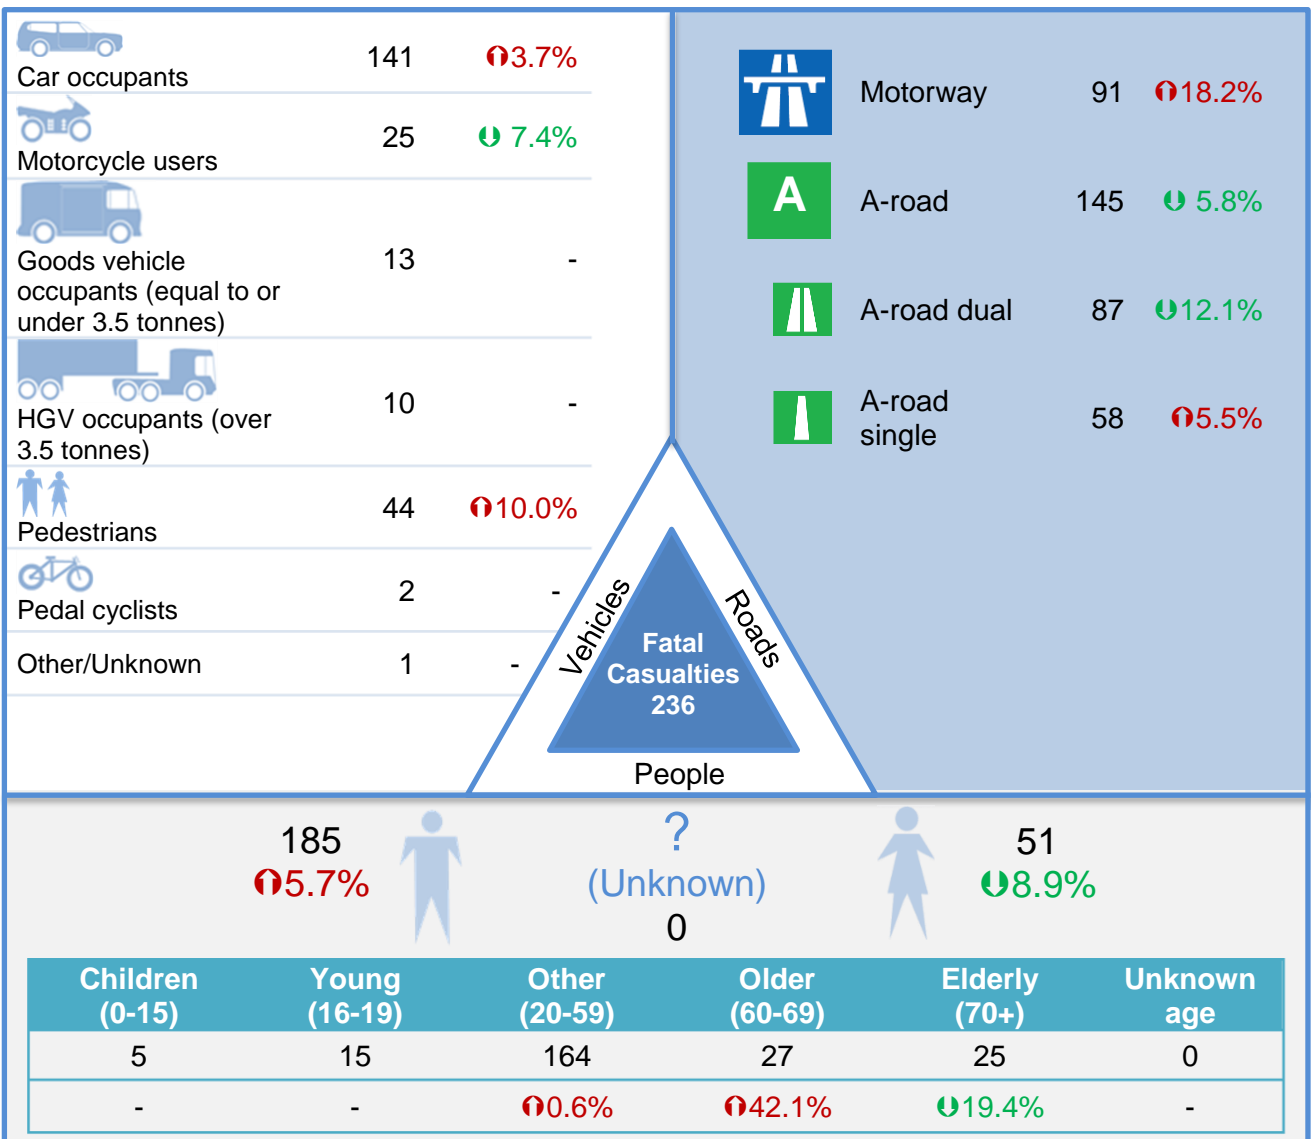 Car occupants 141 3.7%
Motorcycle users 25 7.4%
Goods vehicle
occupants (equal to or
under 3.5 tonnes) 13 -
HGV occupants (over
3.5 tonnes) 10 -
Pedestrians 44 10.0%
Pedal cyclists 2 -
Other/Unknown 1 -
Motorway 91 18.2%
A
A-road 145 5.8%
A-road dual 87 12.1%
A-road
single 58 5.5%
Vehicles
Roads
Fatal
Casualties
236
People
185
5.7%
?
(Unknown)
0
51
8.9%
Children (0-15) Young (16-19) Other (20-59) Older (60-69) Elderly (70+) Unknown age
5 15 164 27 25 0
- - 0.6% 42.1% 19.4% -